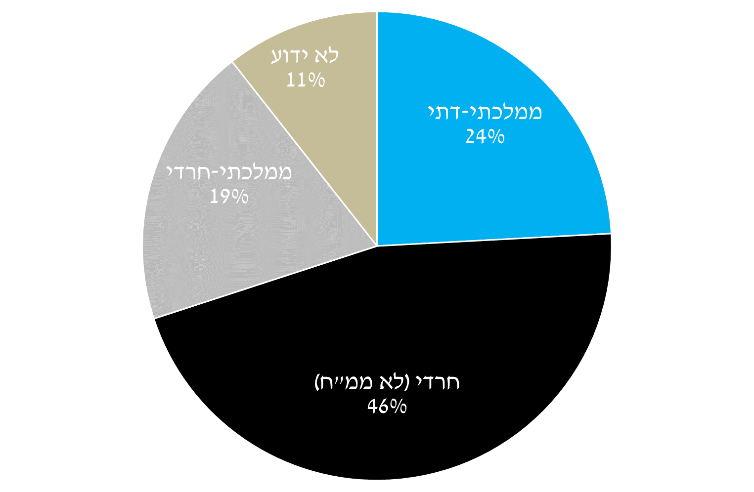 לא ידוע
11%
ממלכתי-דתי
24%
ממלכתי-חרדי
19%
חרדי (לא ממ״ח)
46%